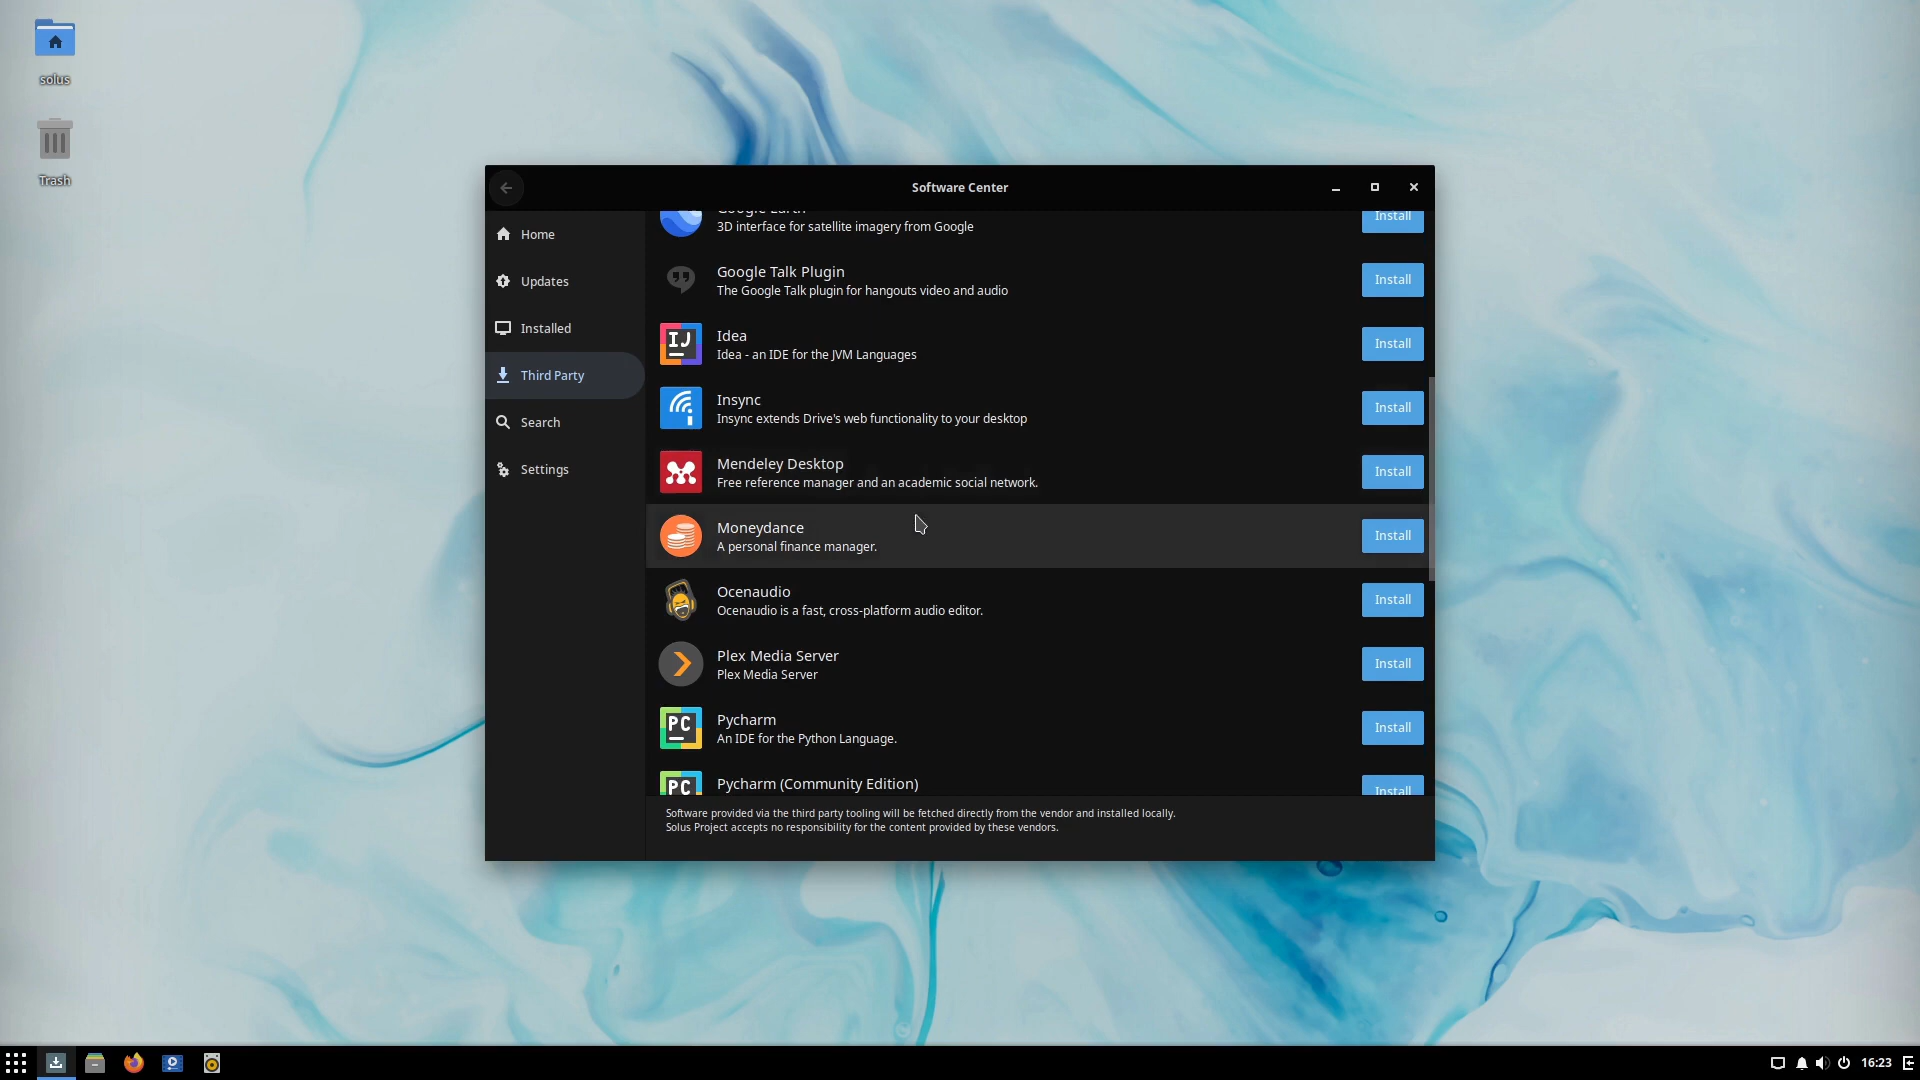 solus
Trash
Software Center
Home
Updates
Installed
Third Party
Search
Settings
Google Earth
3D interface for satellite imagery from Google
Install
Google Talk Plugin
The Google Talk plugin for hangouts video and audio
Install
IJ
Idea
Idea - an IDE for the JVM Languages
Install
Insync
Insync extends Drive's web functionality to your desktop
Install
Mendeley Desktop
Free reference manager and an academic social network.
Install
Moneydance
A personal finance manager.
Install
Ocenaudio
Ocenaudio is a fast, cross-platform audio editor.
Install
Plex Media Server
Plex Media Server
Install
PC
Pycharm
An IDE for the Python Language.
Install
PC
Pycharm (Community Edition)
Install
Software provided via the third party tooling will be fetched directly from the vendor and installed locally.
Solus Project accepts no responsibility for the content provided by these vendors.
16:23